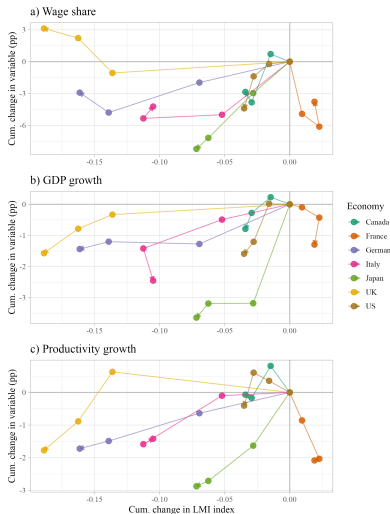 a) Wage share
Cum. change in variable (pp)
3
0
-3
-6
-0.15
-0.10
-0.05
0.00
b) GDP growth
Cum. change in variable (pp)
0
-1
-2
-3
-0.15
-0.10
-0.05
0.00
Economy
Canada
France
German
Italy
Japan
UK
US
c) Productivity growth
Cum. change in variable (pp)
0
-1
-2
-3
-0.15
-0.10
-0.05
0.00
Cum. change in LMI index